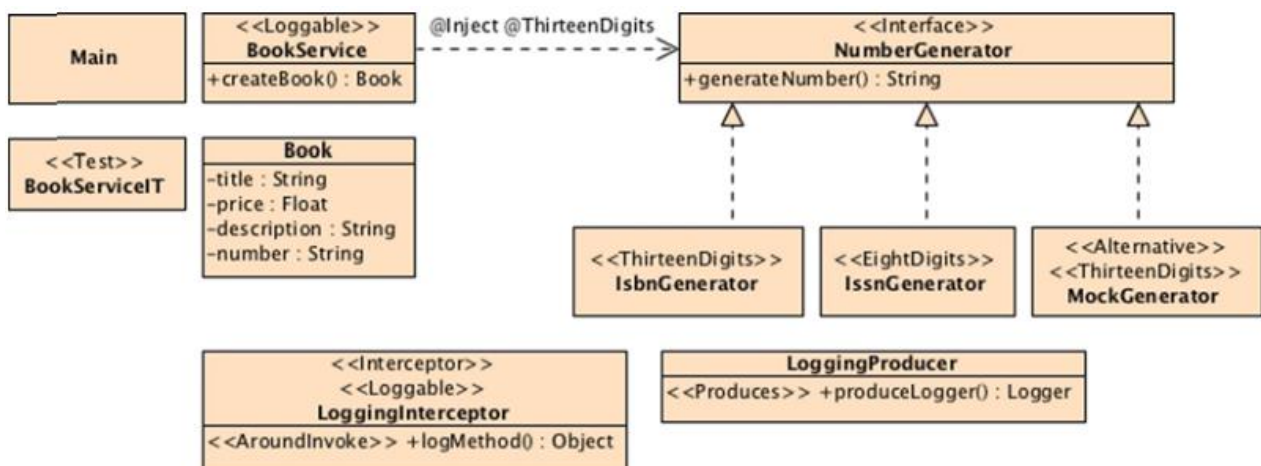 Main
<<Loggable>>
BookService
+createBook() : Book
@Inject @ThirteenDigits
<<Interface>>
NumberGenerator
+generateNumber() : String
<<Test>>
BookServiceIT
Book
-title : String
-price : Float
-description : String
-number : String
<<ThirteenDigits>>
IsbnGenerator
<<EightDigits>>
IssnGenerator
<<Alternative>>
<<ThirteenDigits>>
MockGenerator
<<Interceptor>>
<<Loggable>>
LoggingInterceptor
<<AroundInvoke>> +logMethod() : Object
LoggingProducer
<<Produces>> +produceLogger() : Logger